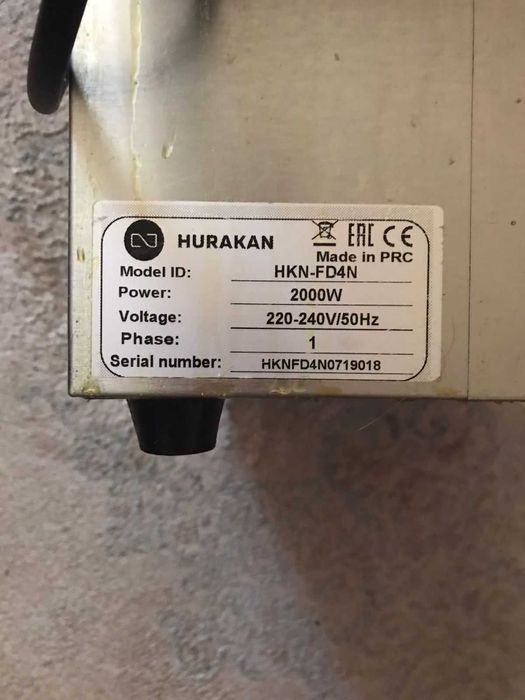 HURAKAN EAC CE
Made in PRC
Model ID: HKN-FD4N
Power: 2000W
Voltage: 220-240V/50Hz
Phase: 1
Serial number: HKNFD4N0719018